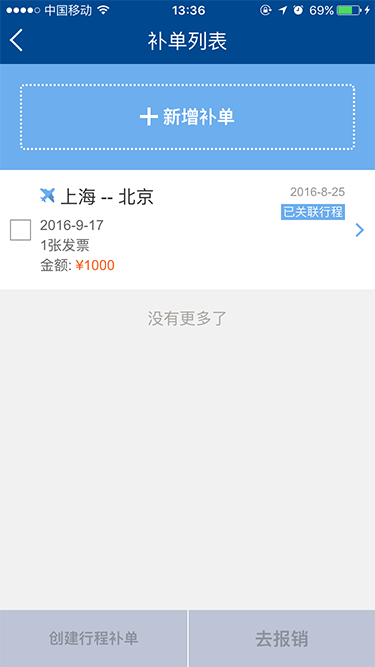 中国移动 13:36 69%
补单列表
新增补单
上海 -- 北京 2016-8-25
已关联行程
2016-9-17
1张发票
金额: ¥1000
没有更多了
创建行程补单 去报销